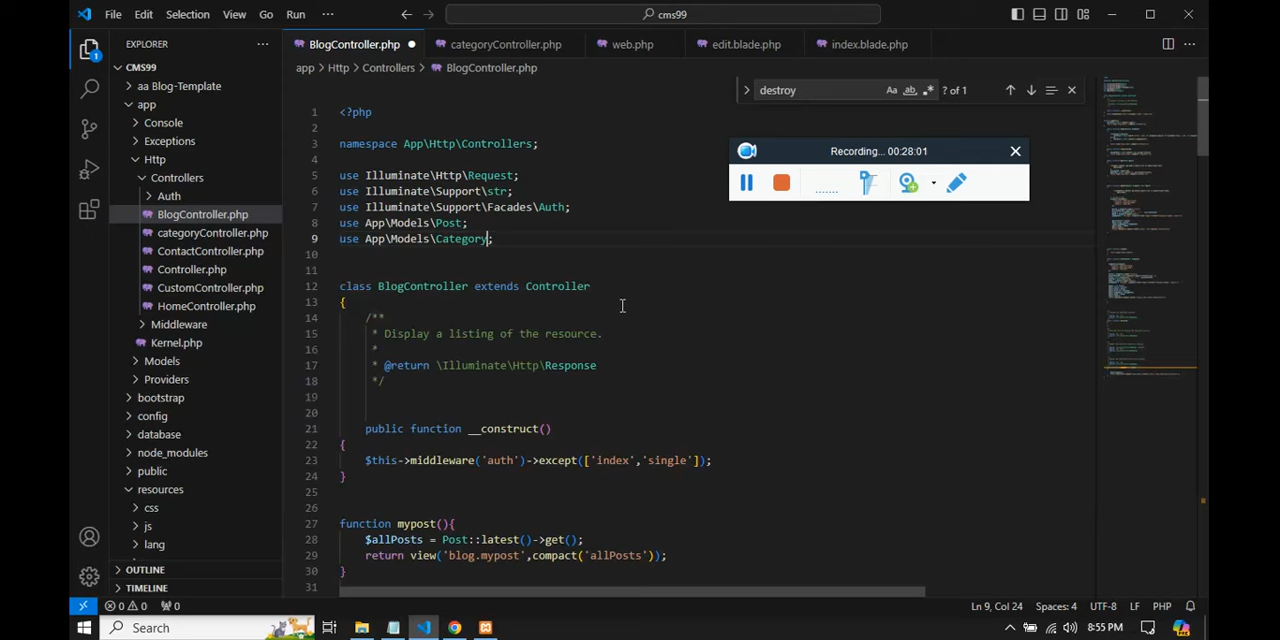 File Edit Selection View Go Run ··· cms99
EXPLORER ···
BlogController.php categoryController.php web.php edit.blade.php index.blade.php
CMS99
app > Http > Controllers > BlogController.php
aa Blog-Template
app
Console
Exceptions
Http
Controllers
Auth
BlogController.php
categoryController.php
ContactController.php
Controller.php
CustomController.php
HomeController.php
Middleware
Kernel.php
Models
Providers
bootstrap
config
database
node_modules
public
resources
css
js
lang
OUTLINE
TIMELINE
destroy Aa ab ? of 1
Recording... 00:28:01
1 <?php
2
3 namespace App\Http\Controllers;
4
5 use Illuminate\Http\Request;
6 use Illuminate\Support\str;
7 use Illuminate\Support\Facades\Auth;
8 use App\Models\Post;
9 use App\Models\Category;
10
11
12 class BlogController extends Controller
13 {
14 /**
15 * Display a listing of the resource.
16 *
17 * @return \Illuminate\Http\Response
18 */
19
20
21 public function __construct()
22 {
23 $this->middleware('auth')->except(['index','single']);
24 }
25
26
27 function mypost(){
28 $allPosts = Post::latest()->get();
29 return view('blog.mypost',compact('allPosts'));
30 }
31
0 0 0 Ln 9, Col 24 Spaces: 4 UTF-8 LF PHP
Search 8:55 PM